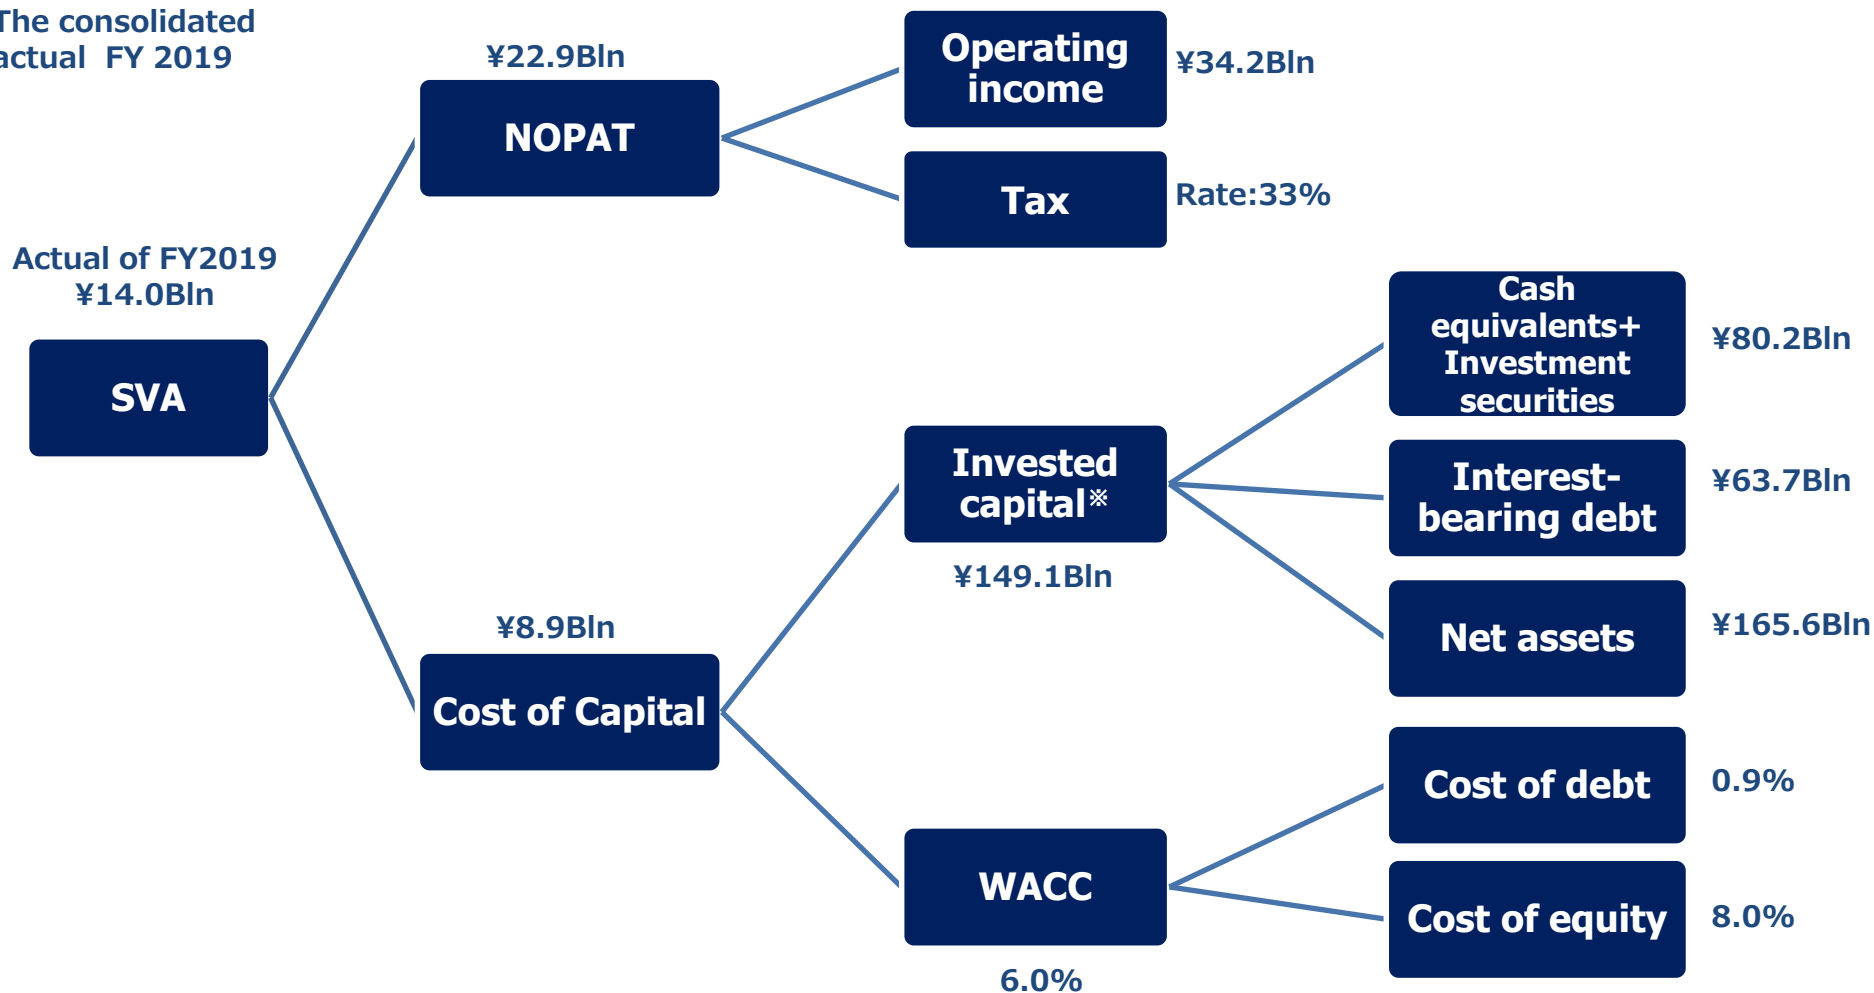 The consolidated
actual FY 2019
¥22.9Bln
NOPAT
Operating
income
¥34.2Bln
Tax
Rate:33%
Actual of FY2019
¥14.0Bln
SVA
Cash
equivalents+
Investment
securities
¥80.2Bln
Invested
capital※
¥149.1Bln
Interest-
bearing debt
¥63.7Bln
Net assets
¥165.6Bln
¥8.9Bln
Cost of Capital
WACC
6.0%
Cost of debt
0.9%
Cost of equity
8.0%